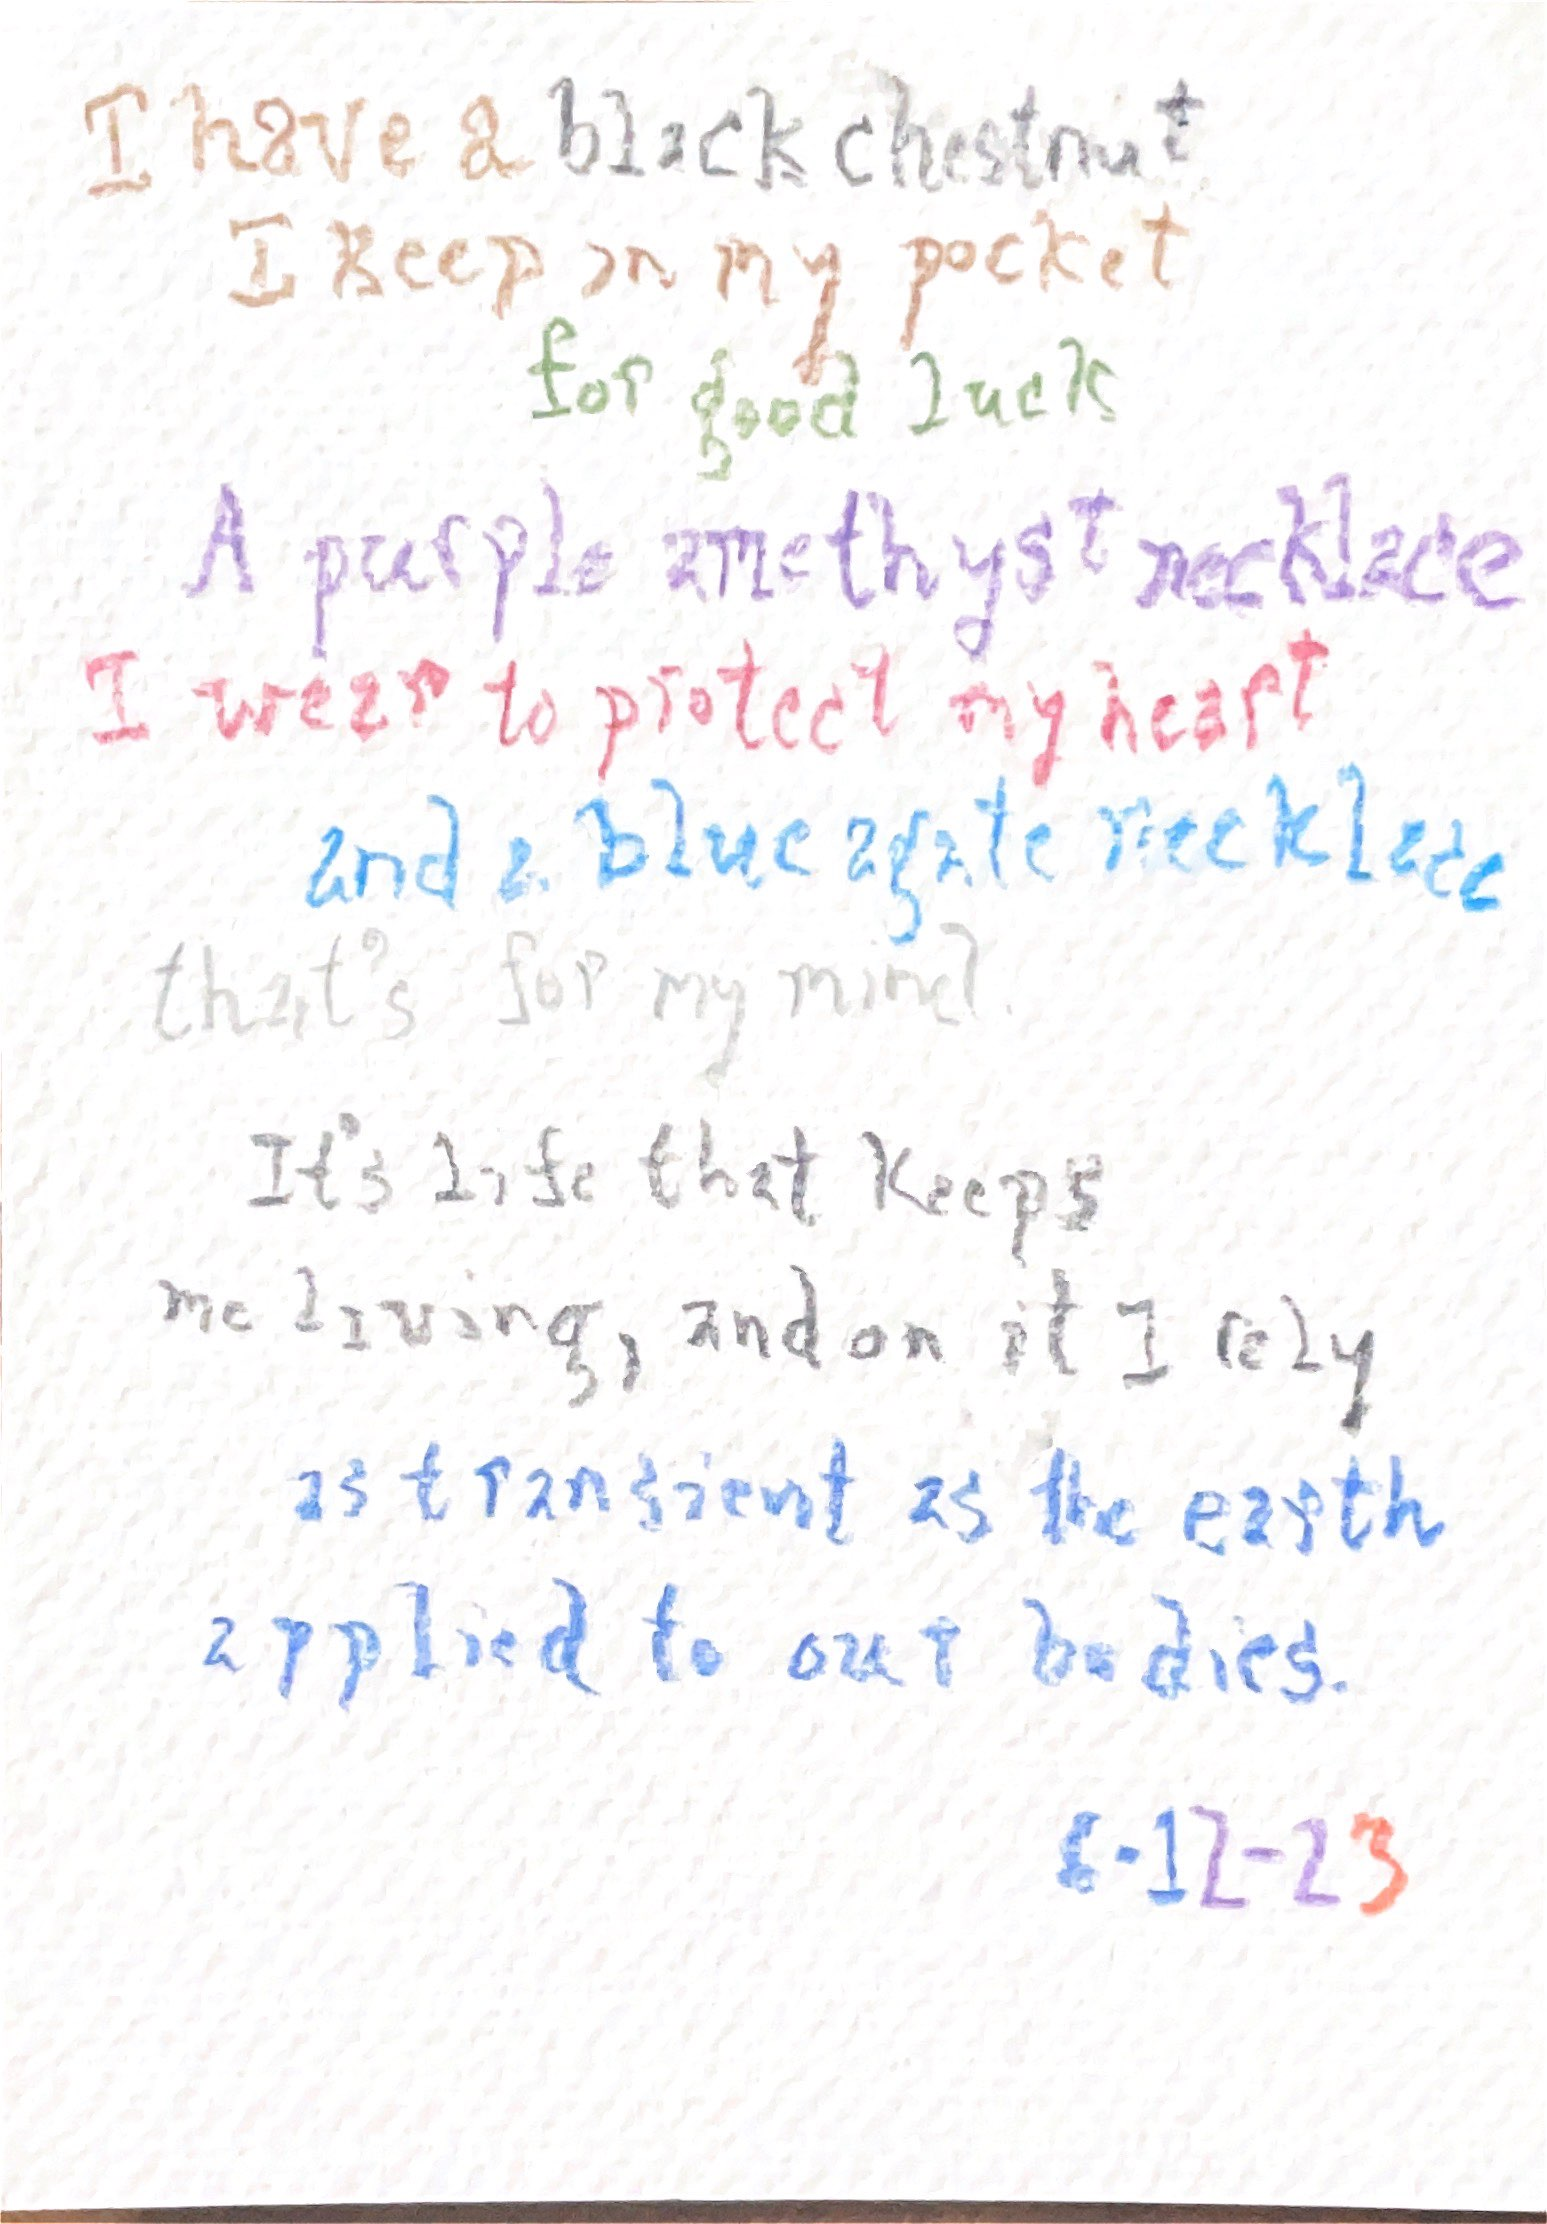 I have a black chestnut
I keep in my pocket
for good luck
A purple amethyst necklace
I wear to protect my heart
and a blue agate necklace
that's for my mind.
It's life that keeps
me living, and on it I rely
as transient as the earth
applied to our bodies.
6-12-23